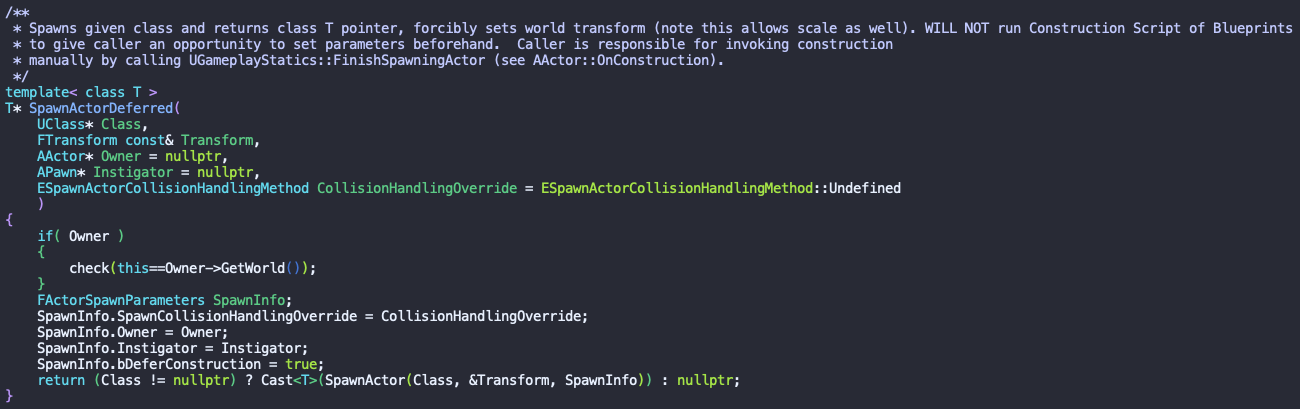 /**
 * Spawns given class and returns class T pointer, forcibly sets world transform (note this allows scale as well). WILL NOT run Construction Script of Blueprints
 * to give caller an opportunity to set parameters beforehand.  Caller is responsible for invoking construction
 * manually by calling UGameplayStatics::FinishSpawningActor (see AActor::OnConstruction).
 */
template< class T >
T* SpawnActorDeferred(
    UClass* Class,
    FTransform const& Transform,
    AActor* Owner = nullptr,
    APawn* Instigator = nullptr,
    ESpawnActorCollisionHandlingMethod CollisionHandlingOverride = ESpawnActorCollisionHandlingMethod::Undefined
    )
{
    if( Owner )
    {
        check(this==Owner->GetWorld());
    }
    FActorSpawnParameters SpawnInfo;
    SpawnInfo.SpawnCollisionHandlingOverride = CollisionHandlingOverride;
    SpawnInfo.Owner = Owner;
    SpawnInfo.Instigator = Instigator;
    SpawnInfo.bDeferConstruction = true;
    return (Class != nullptr) ? Cast<T>(SpawnActor(Class, &Transform, SpawnInfo)) : nullptr;
}